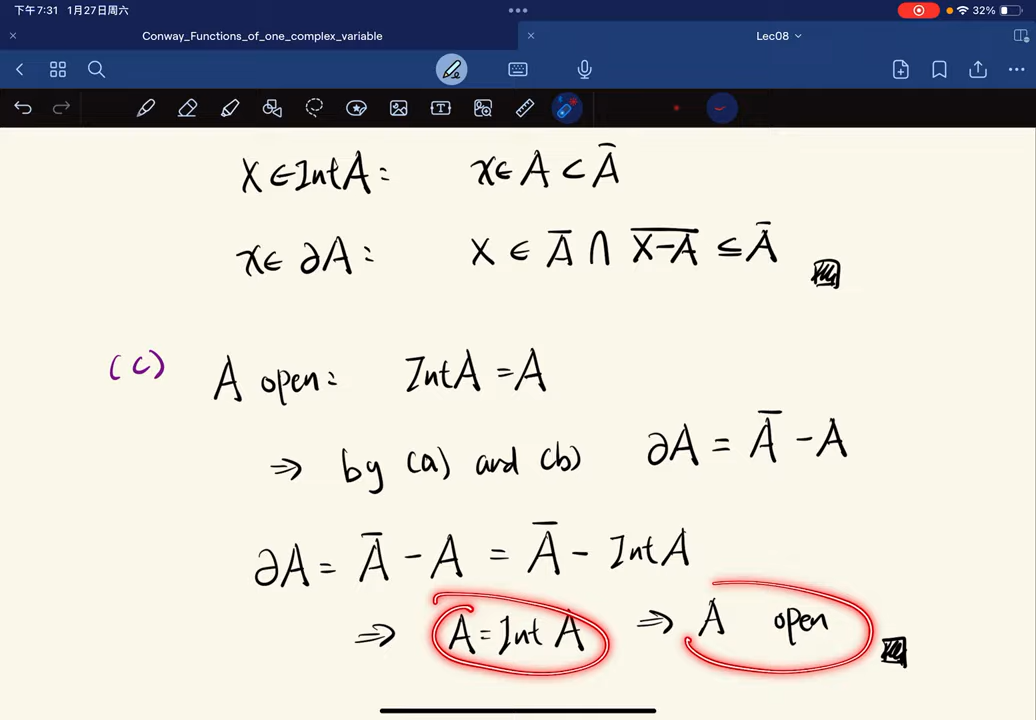 下午7:31 1月27日周六 32%
Conway_Functions_of_one_complex_variable Lec08
X ∈ Int A: x ∈ A ⊂ Ā
x ∈ ∂A: X ∈ Ā ∩ \overline{X-A} ⊆ Ā
(c) A open: Int A = A
⇒ by (a) and (b) ∂A = Ā - A
∂A = Ā - A = Ā - Int A
⇒ A = Int A ⇒ A open